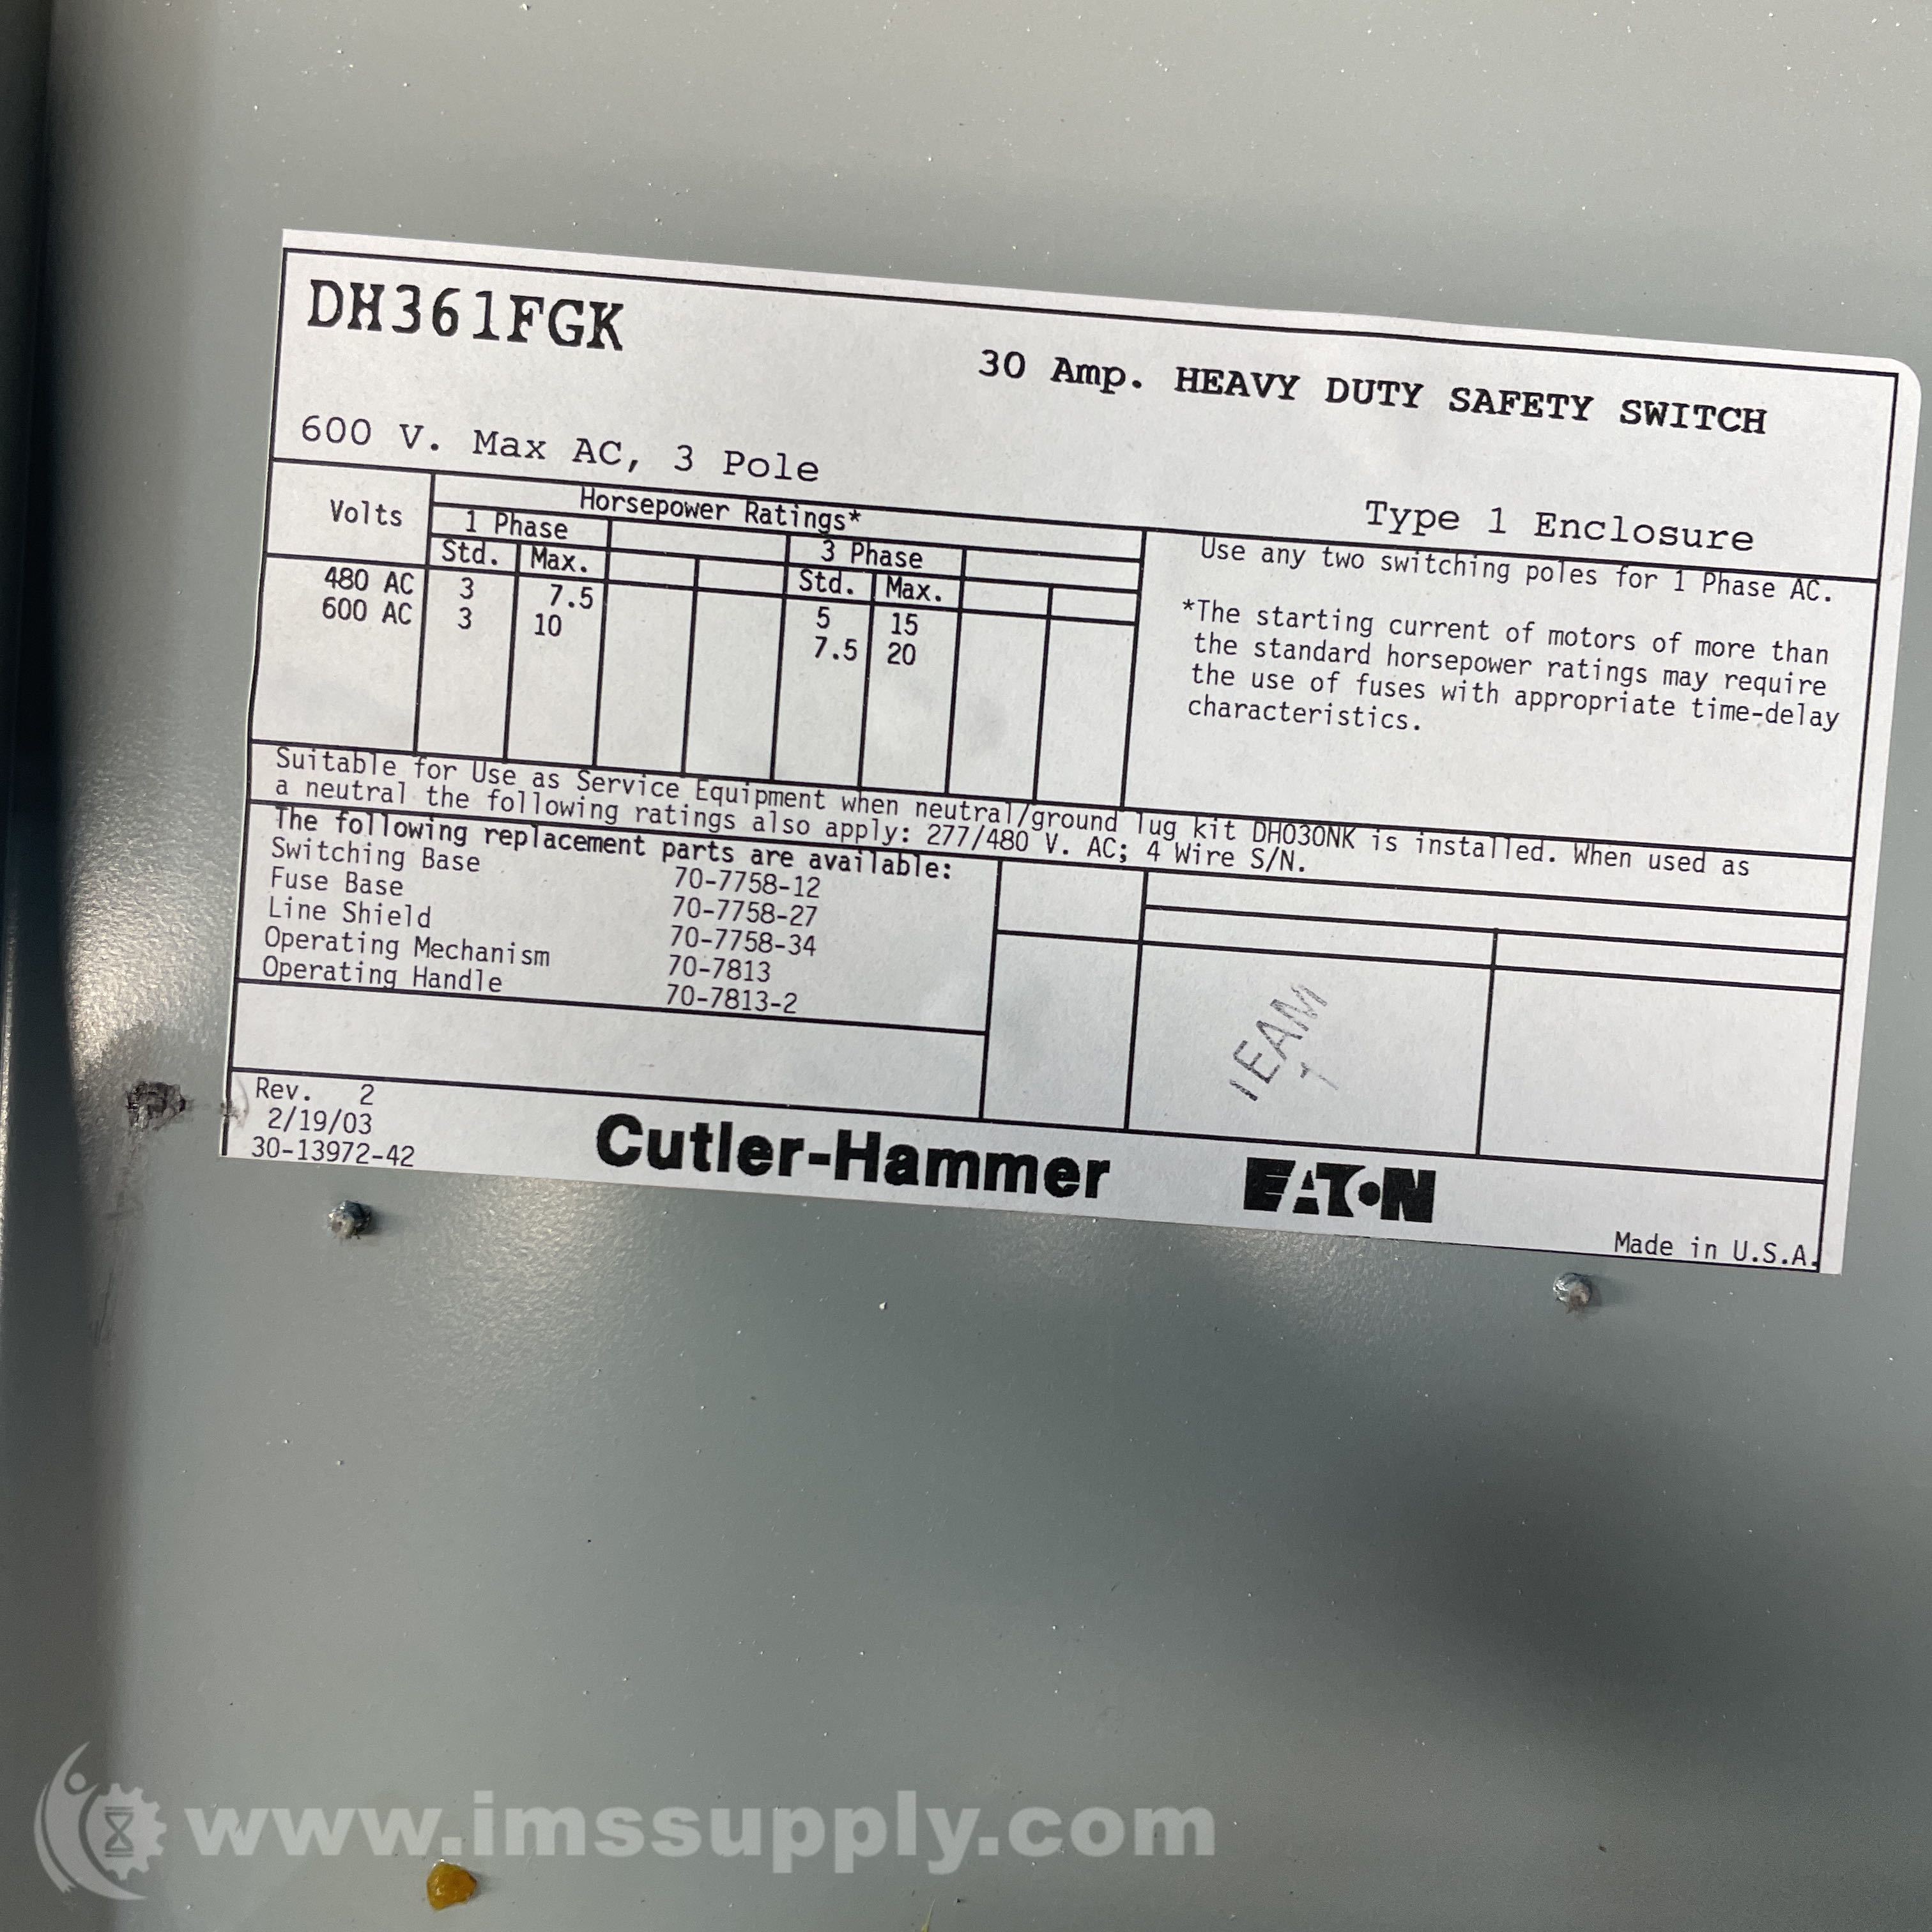 DH361FGK
30 Amp. HEAVY DUTY SAFETY SWITCH
600 V. Max AC, 3 Pole
Type 1 Enclosure
Volts
Horsepower Ratings*
1 Phase
3 Phase
Std. Max. Std. Max.
480 AC 3 7.5 5 15
600 AC 3 10 7.5 20
Use any two switching poles for 1 Phase AC.
*The starting current of motors of more than
the standard horsepower ratings may require
the use of fuses with appropriate time-delay
characteristics.
Suitable for Use as Service Equipment when neutral/ground lug kit DH030NK is installed. When used as
a neutral the following ratings also apply: 277/480 V. AC; 4 Wire S/N.
The following replacement parts are available:
Switching Base 70-7758-12
Fuse Base 70-7758-27
Line Shield 70-7758-34
Operating Mechanism 70-7813
Operating Handle 70-7813-2
TEAM
1
Rev. 2
2/19/03
30-13972-42
Cutler-Hammer
EATON
Made in U.S.A.
www.imssupply.com